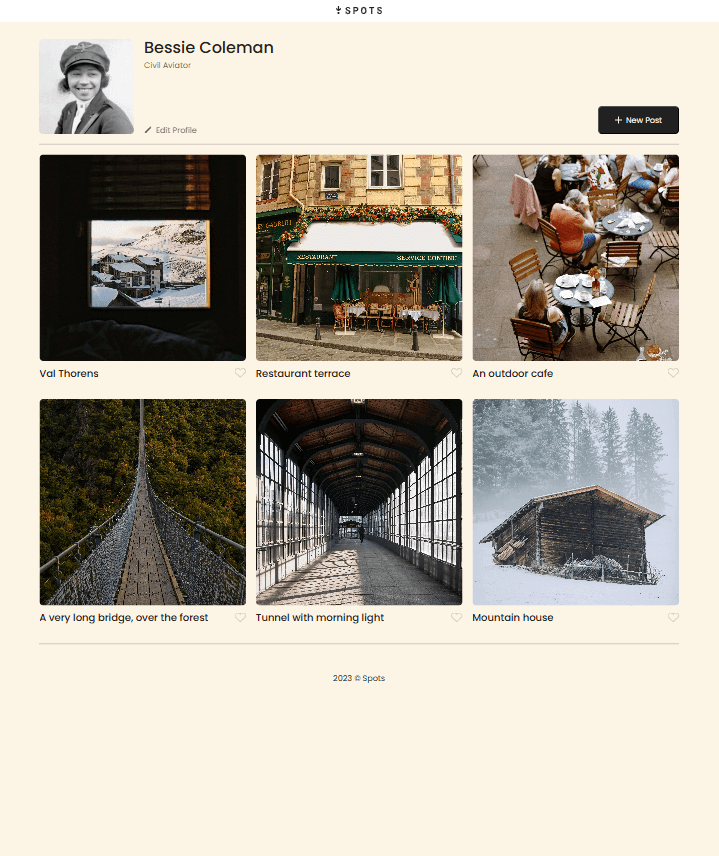 SPOTS
Bessie Coleman
Civil Aviator
Edit Profile
New Post
RESTAURANT
SERVICE CONTINU
Val Thorens
Restaurant terrace
An outdoor cafe
A very long bridge, over the forest
Tunnel with morning light
Mountain house
2023 © Spots